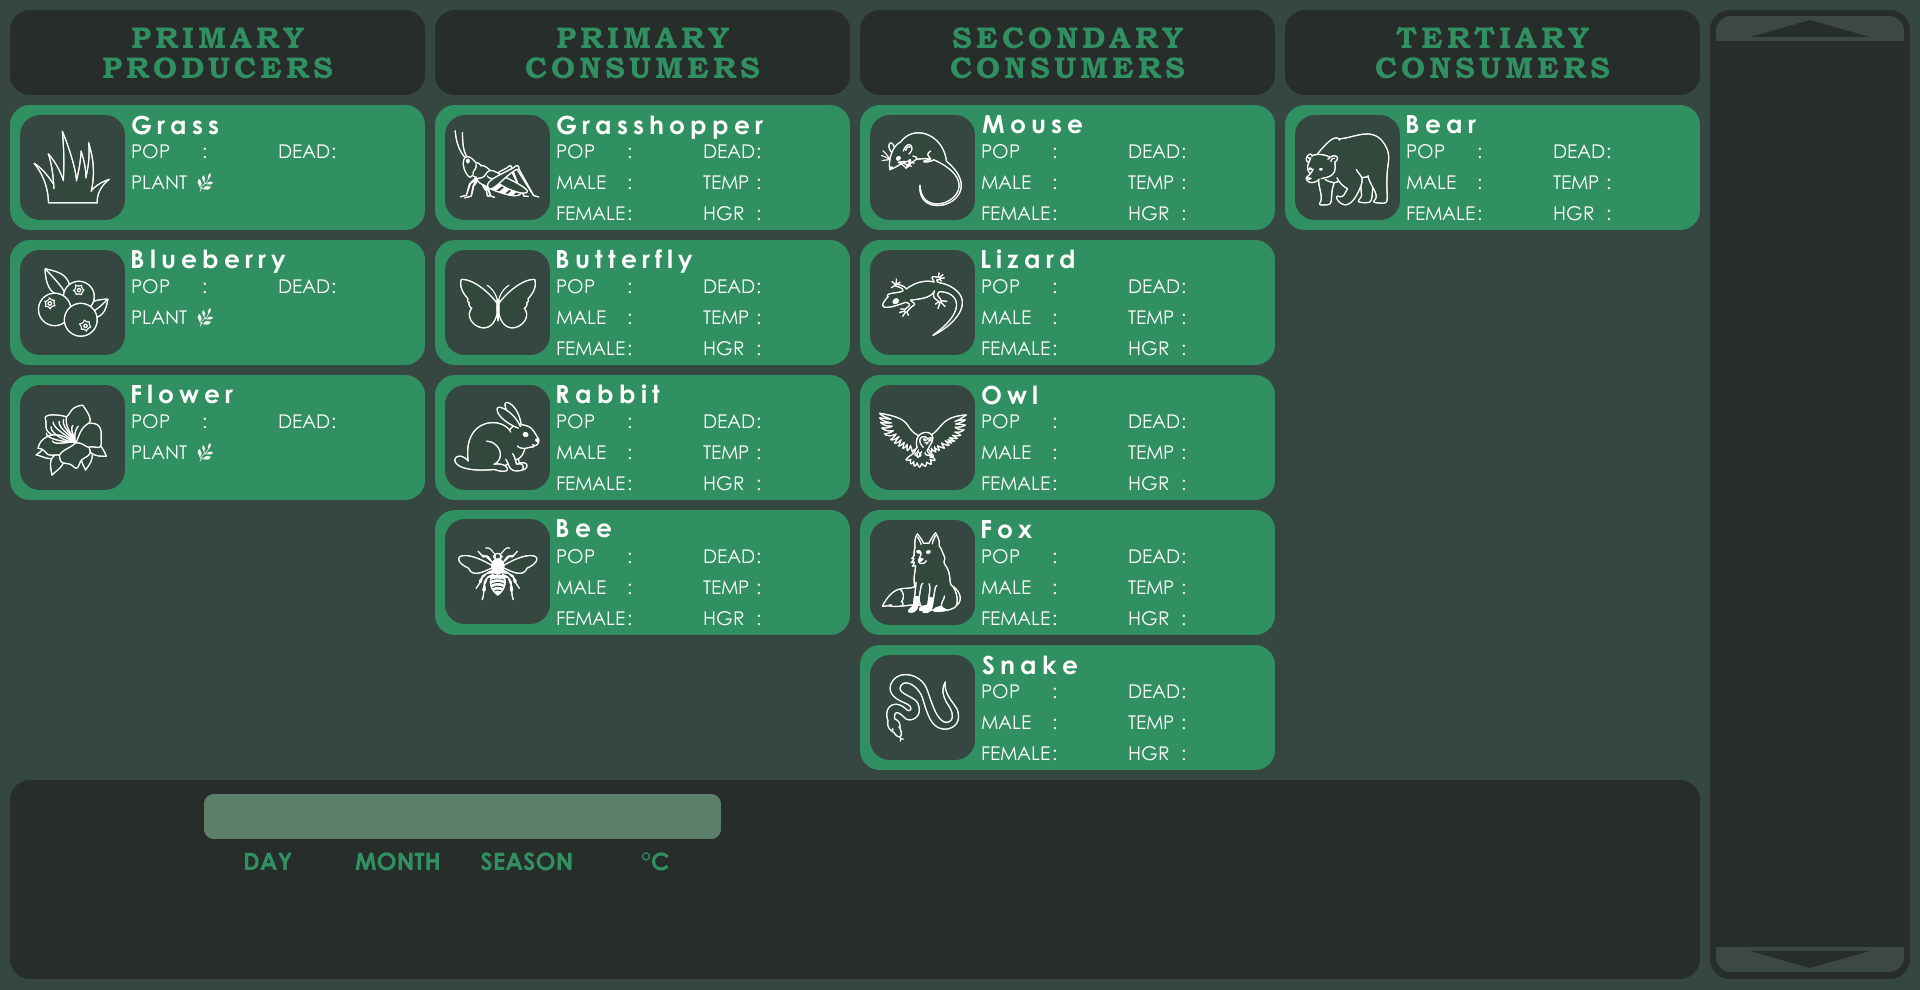 PRIMARY
PRODUCERS
PRIMARY
CONSUMERS
SECONDARY
CONSUMERS
TERTIARY
CONSUMERS
Grass
POP : DEAD:
PLANT
Blueberry
POP : DEAD:
PLANT
Flower
POP : DEAD:
PLANT
Grasshopper
POP : DEAD:
MALE : TEMP :
FEMALE: HGR :
Butterfly
POP : DEAD:
MALE : TEMP :
FEMALE: HGR :
Rabbit
POP : DEAD:
MALE : TEMP :
FEMALE: HGR :
Bee
POP : DEAD:
MALE : TEMP :
FEMALE: HGR :
Mouse
POP : DEAD:
MALE : TEMP :
FEMALE: HGR :
Lizard
POP : DEAD:
MALE : TEMP :
FEMALE: HGR :
Owl
POP : DEAD:
MALE : TEMP :
FEMALE: HGR :
Fox
POP : DEAD:
MALE : TEMP :
FEMALE: HGR :
Snake
POP : DEAD:
MALE : TEMP :
FEMALE: HGR :
Bear
POP : DEAD:
MALE : TEMP :
FEMALE: HGR :
DAY MONTH SEASON °C